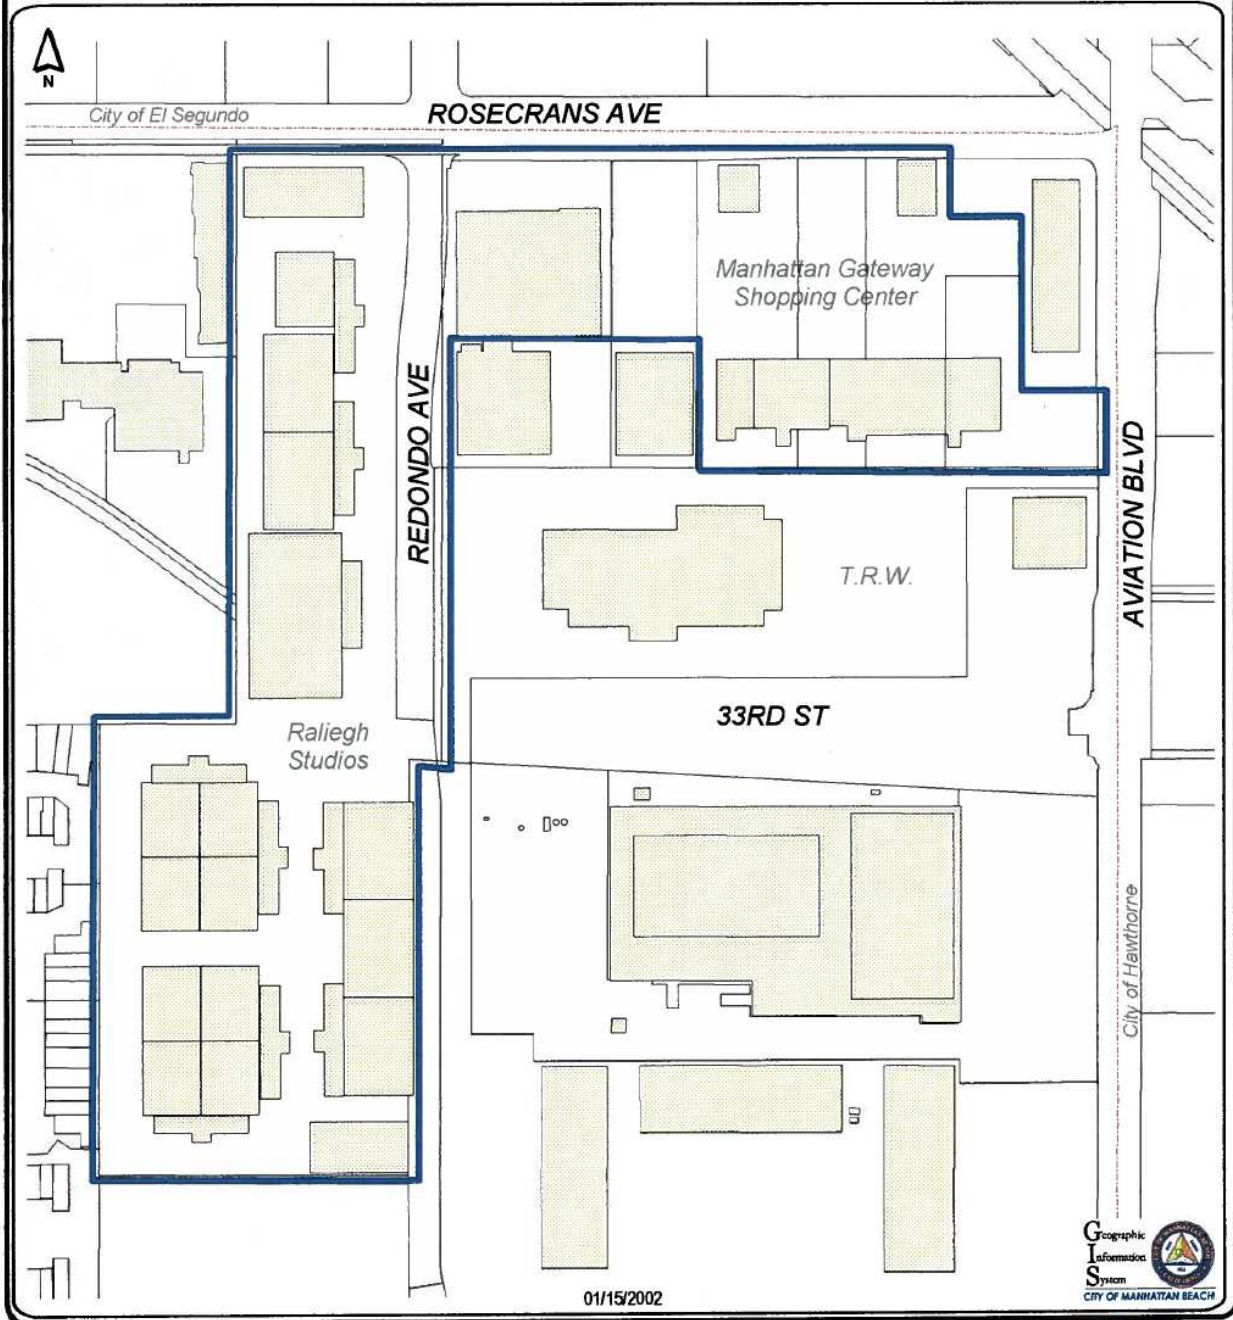 N
City of El Segundo
ROSECRANS AVE
Manhattan Gateway
Shopping Center
REDONDO AVE
AVIATION BLVD
T.R.W.
33RD ST
Raliegh
Studios
City of Hawthorne
Geographic
Information
System
CITY OF MANHATTAN BEACH
01/15/2002